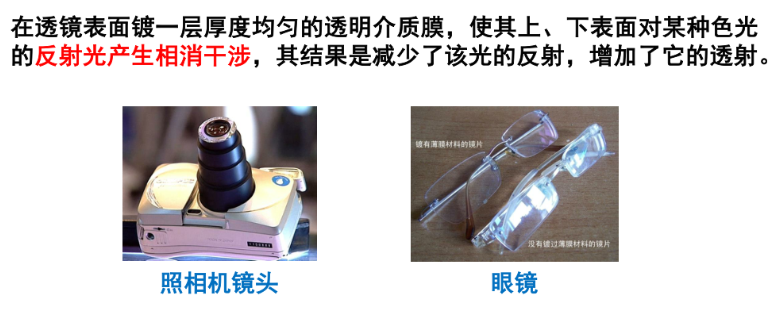 在透镜表面镀一层厚度均匀的透明介质膜，使其上、下表面对某种色光
的反射光产生相消干涉，其结果是减少了该光的反射，增加了它的透射。
镀有薄膜材料的镜片
没有镀过薄膜材料的镜片
照相机镜头
眼镜